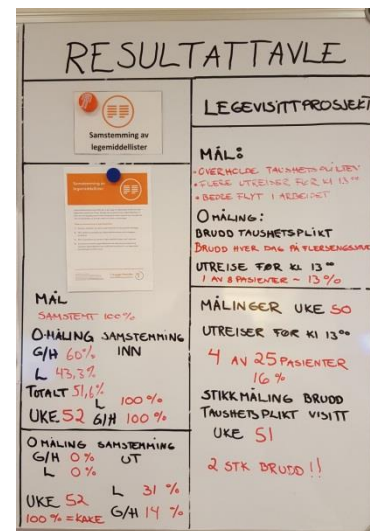 RESULTATTAVLE
Samstemming av
legemiddellister
Samstemming av
MÅL
SAMSTEMT 100%
O-MÅLING SAMSTEMMING
G/H 60% INN
L 43,3%
TOTALT 51,6%
L 100%
UKE 52 G/H 100%
O MÅLING SAMSTEMMING
G/H 0% UT
L 0%
L 31 %
UKE 52
100 % = KAKE G/H 14 %
LEGEVISITTPROSJEKT
MÅL:
• OVERHOLDE TAUSHETSPLIKTEN
• FLERE UTREISER FØR KL 13⁰⁰
• BEDRE FLYT I ARBEIDET
O MÅLING:
BRUDD TAUSHETSPLIKT
BRUDD HVER DAG PÅ
UTREISE FØR KL 13⁰⁰
1 AV 8 PASIENTER ~ 13%
MÅLINGER UKE 50
UTREISER FØR KL 13⁰⁰
4 AV 25 PASIENTER
16 %
STIKKMÅLING BRUDD
TAUSHETSPLIKT VISITT
UKE 51
2 STK BRUDD!!